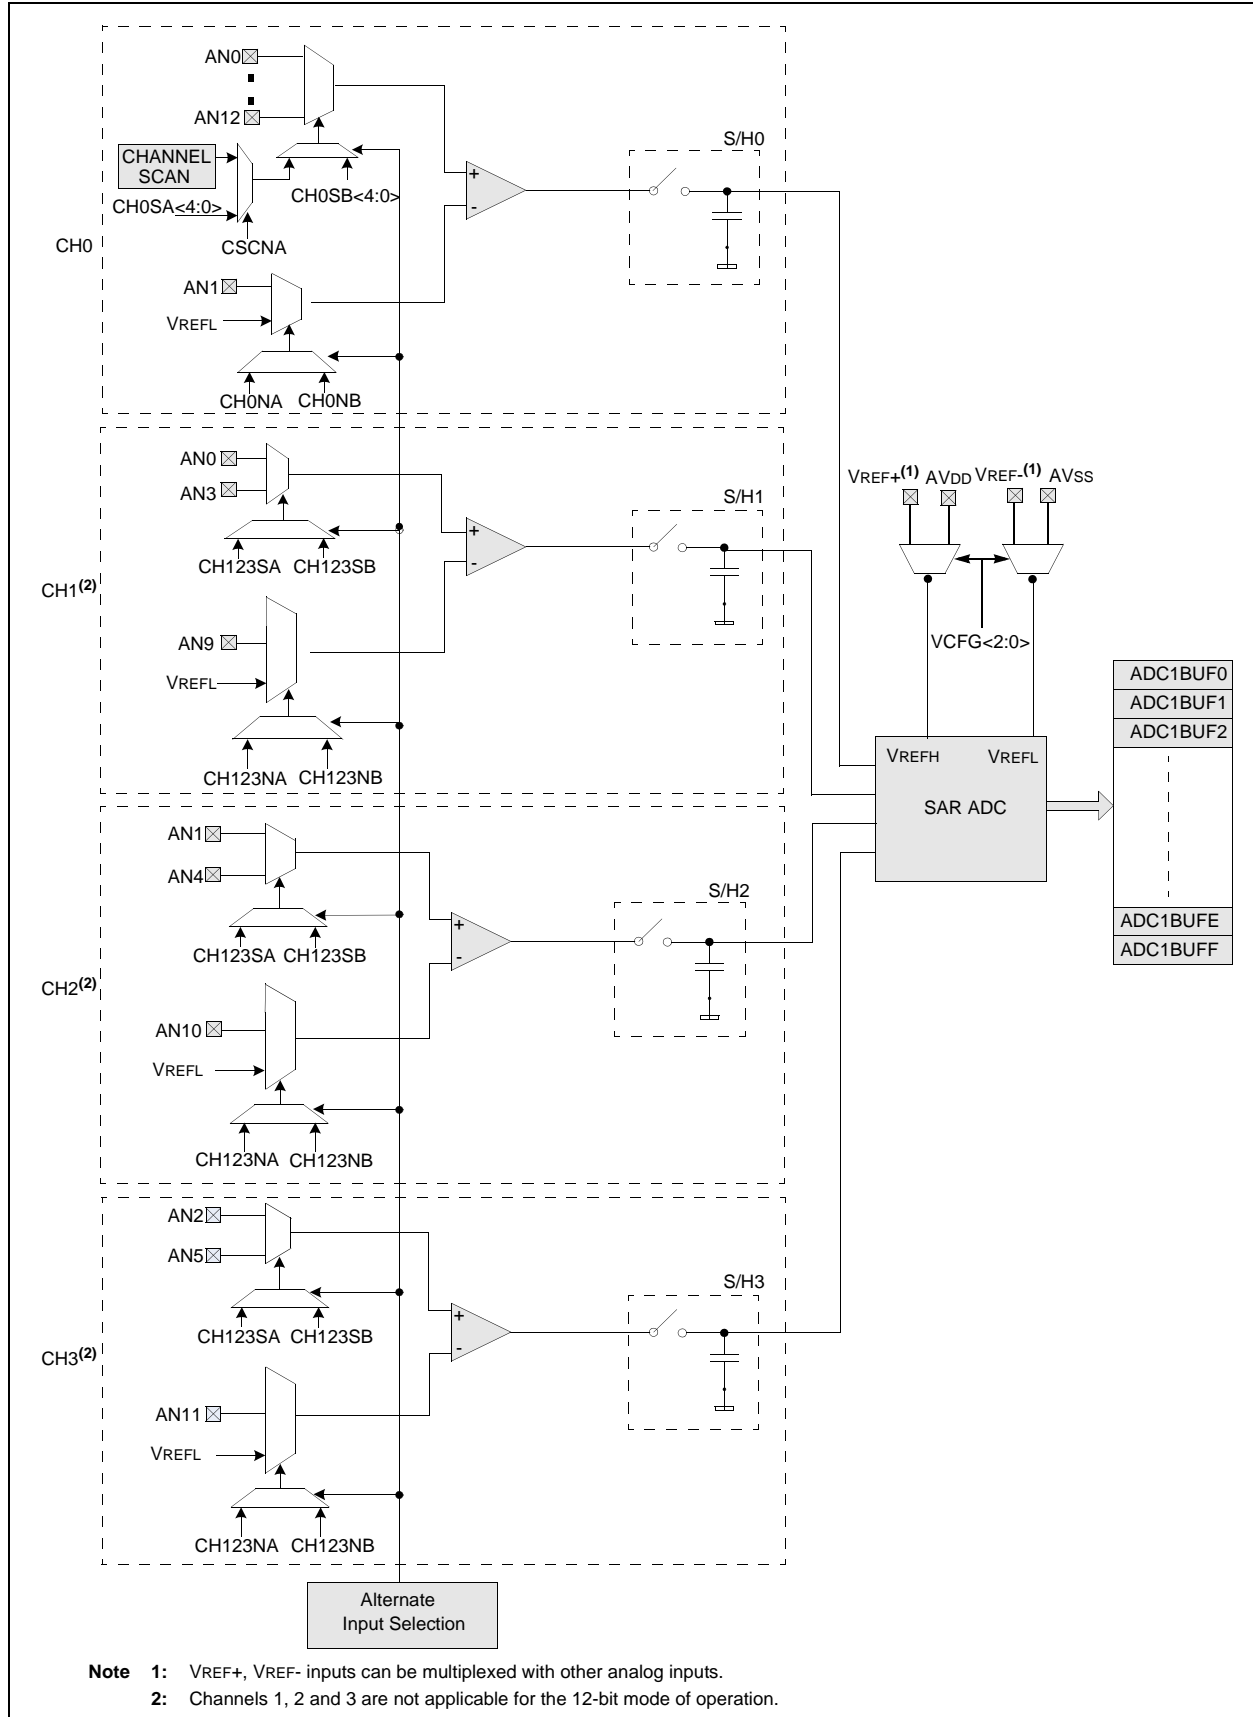 AN0
AN12
CHANNEL
SCAN
CH0SA<4:0>
CH0SB<4:0>
CSCNA
CH0
AN1
VREFL
CH0NA
CH0NB
+
-
S/H0
AN0
AN3
CH123SA
CH123SB
CH1(2)
AN9
VREFL
CH123NA
CH123NB
+
-
S/H1
AN1
AN4
CH123SA
CH123SB
CH2(2)
AN10
VREFL
CH123NA
CH123NB
+
-
S/H2
AN2
AN5
CH123SA
CH123SB
CH3(2)
AN11
VREFL
CH123NA
CH123NB
+
-
S/H3
VREF+(1)
AVDD
VREF-(1)
AVSS
VCFG<2:0>
VREFH
VREFL
SAR ADC
ADC1BUF0
ADC1BUF1
ADC1BUF2
ADC1BUFE
ADC1BUFF
Alternate
Input Selection
Note 1: VREF+, VREF- inputs can be multiplexed with other analog inputs.
2: Channels 1, 2 and 3 are not applicable for the 12-bit mode of operation.